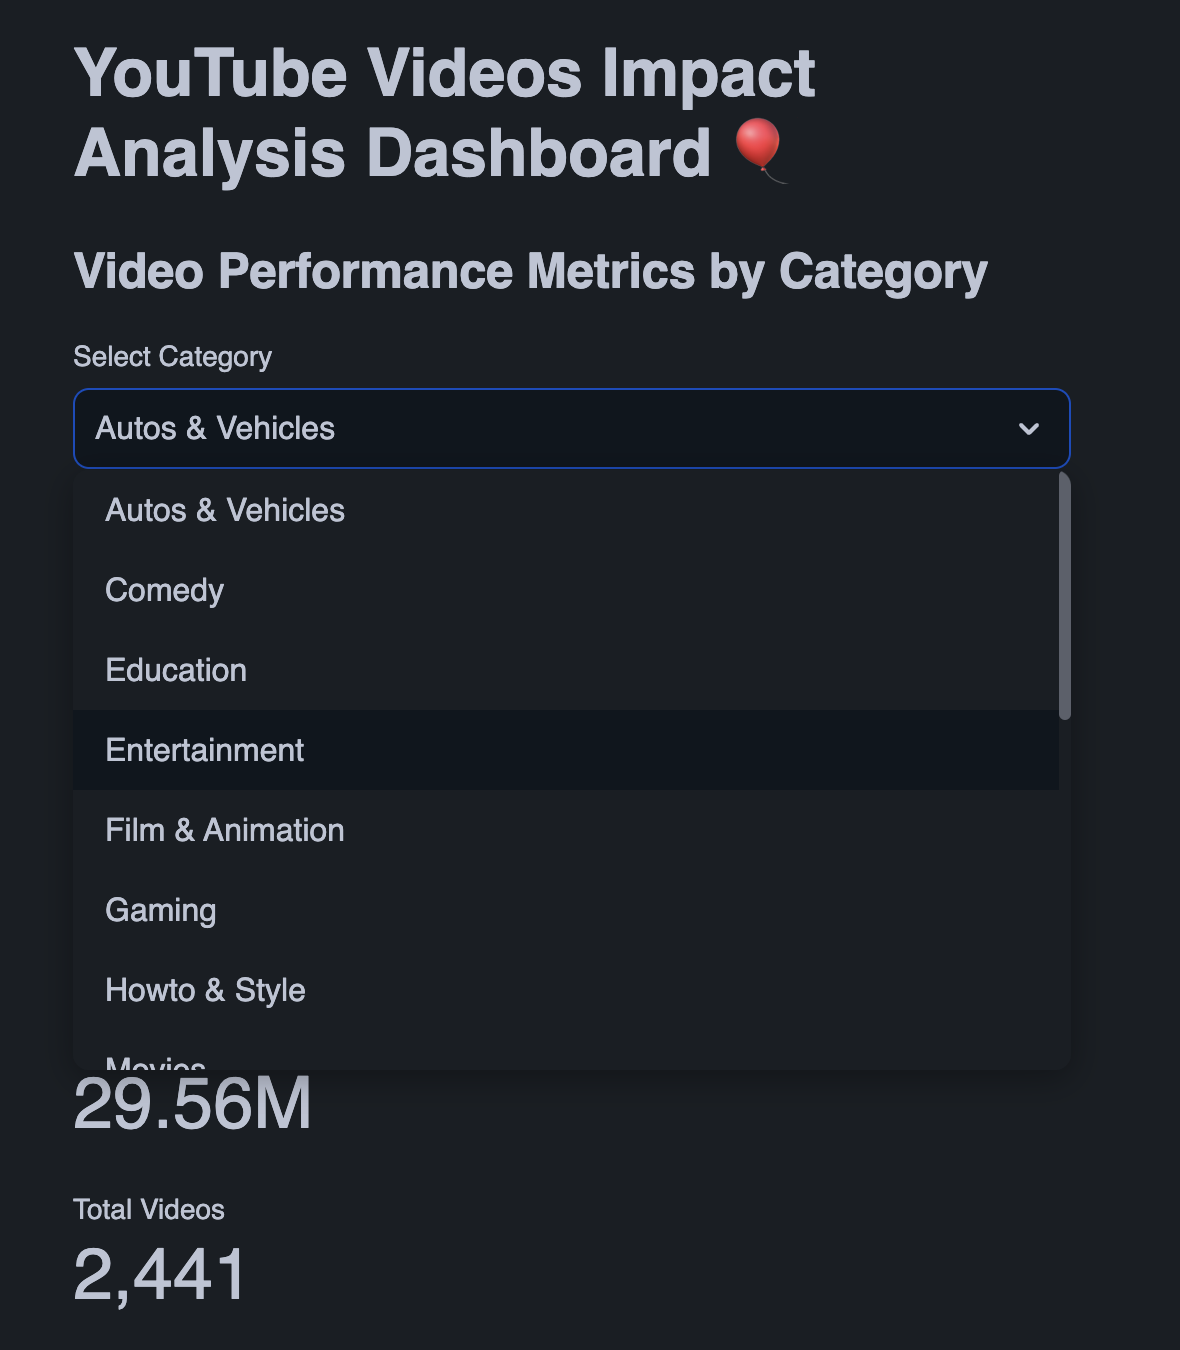 YouTube Videos Impact
Analysis Dashboard🎈
Video Performance Metrics by Category
Select Category
Autos & Vehicles
Autos & Vehicles
Comedy
Education
Entertainment
Film & Animation
Gaming
Howto & Style
Movies
29.56M
Total Videos
2,441